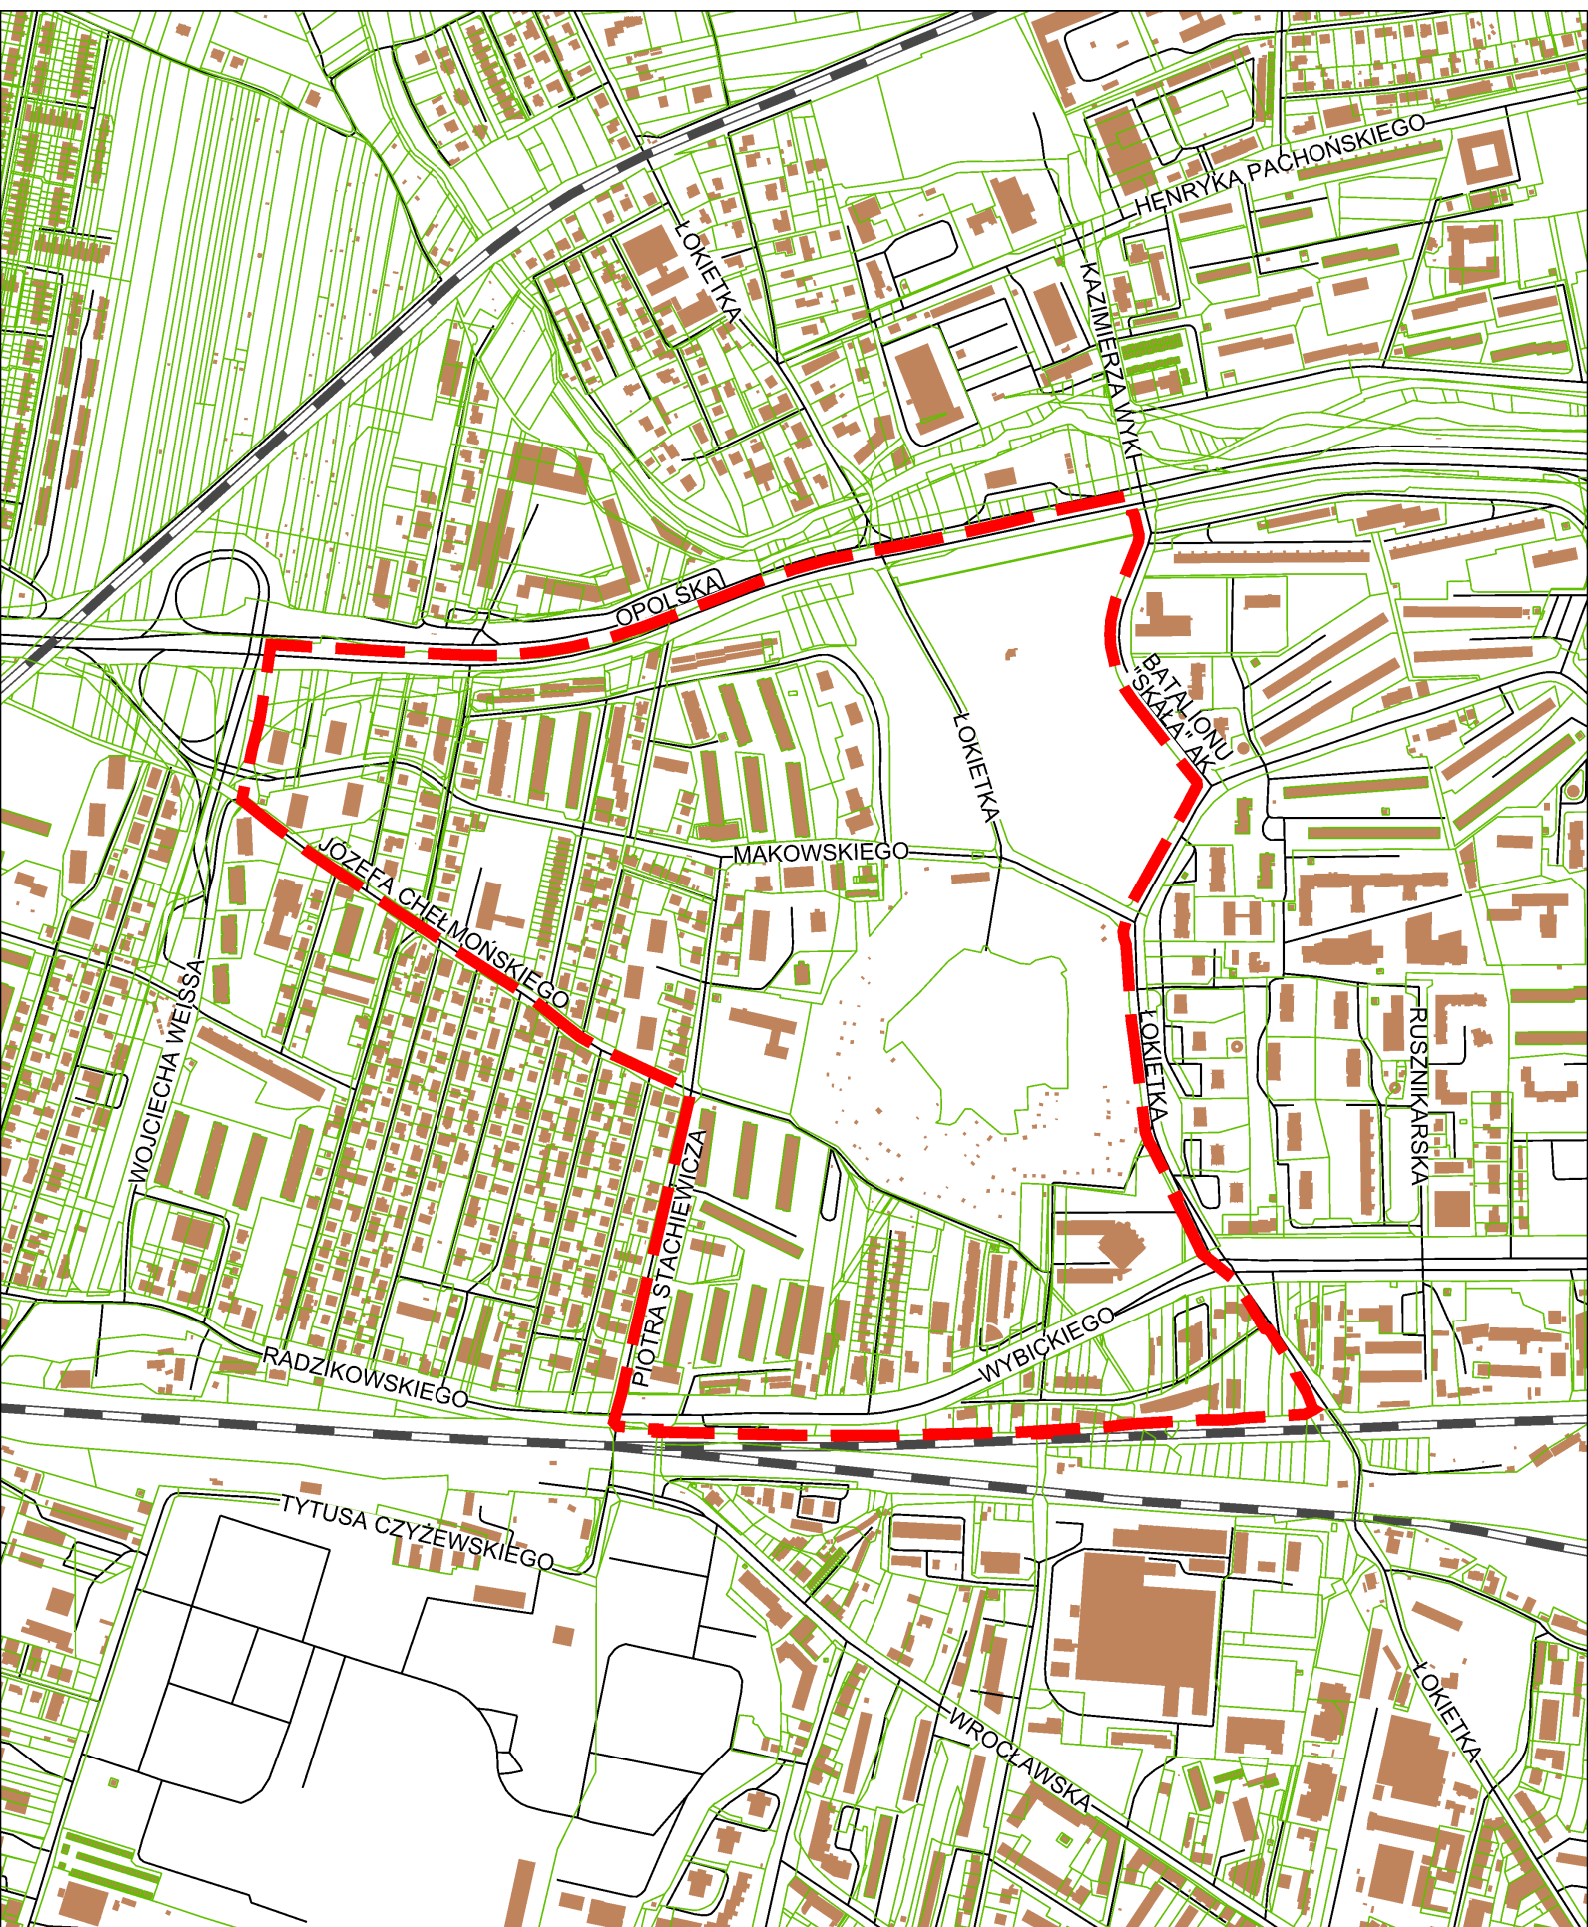 HENRYKA PACHOŃSKIEGO
ŁOKIETKA
KAZIMIERZA WYKI
OPOLSKA
BATALIONU
"SKAŁA" AK
ŁOKIETKA
MAKOWSKIEGO
JÓZEFA CHEŁMOŃSKIEGO
WOJCIECHA WEISSA
ŁOKIETKA
RUSZNIKARSKA
PIOTRA STACHIEWICZA
WYBICKIEGO
RADZIKOWSKIEGO
TYTUSA CZYŻEWSKIEGO
ŁOKIETKA
WROCŁAWSKA